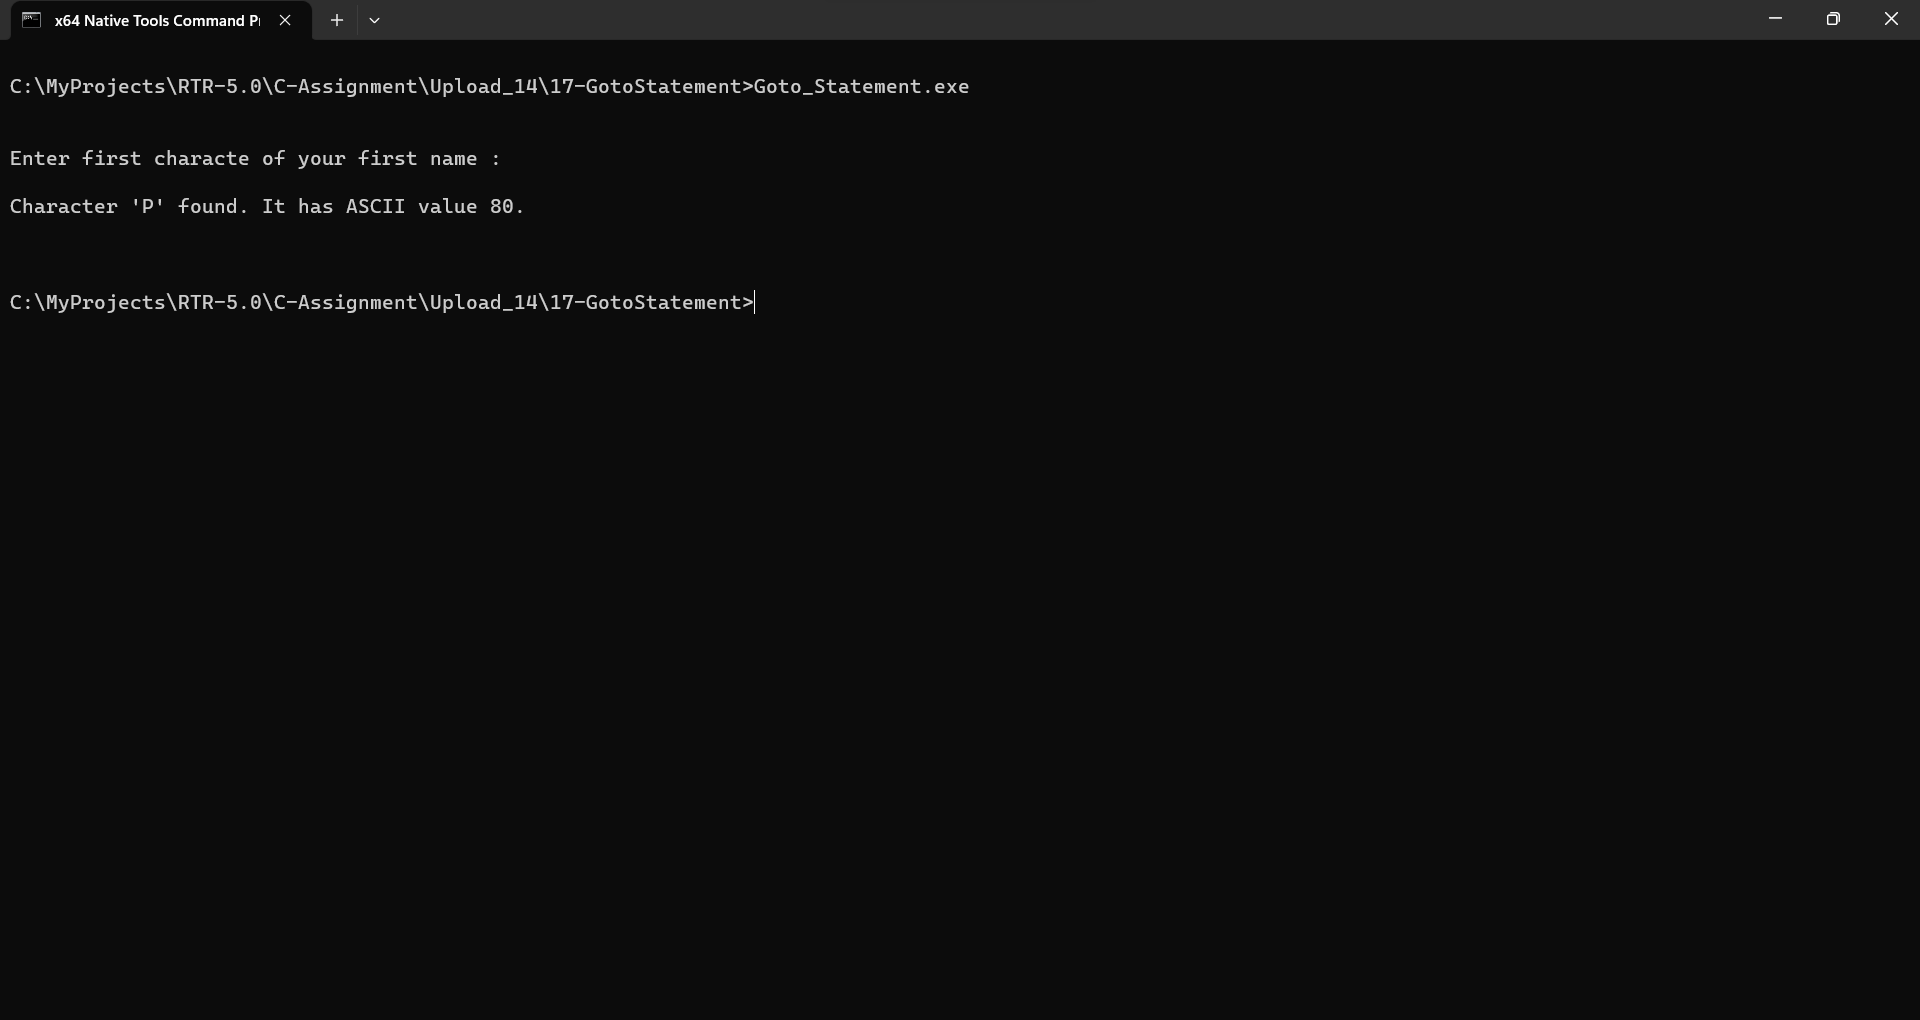 x64 Native Tools Command P
C:\MyProjects\RTR-5.0\C-Assignment\Upload_14\17-GotoStatement>Goto_Statement.exe
Enter first characte of your first name :
Character 'P' found. It has ASCII value 80.
C:\MyProjects\RTR-5.0\C-Assignment\Upload_14\17-GotoStatement>